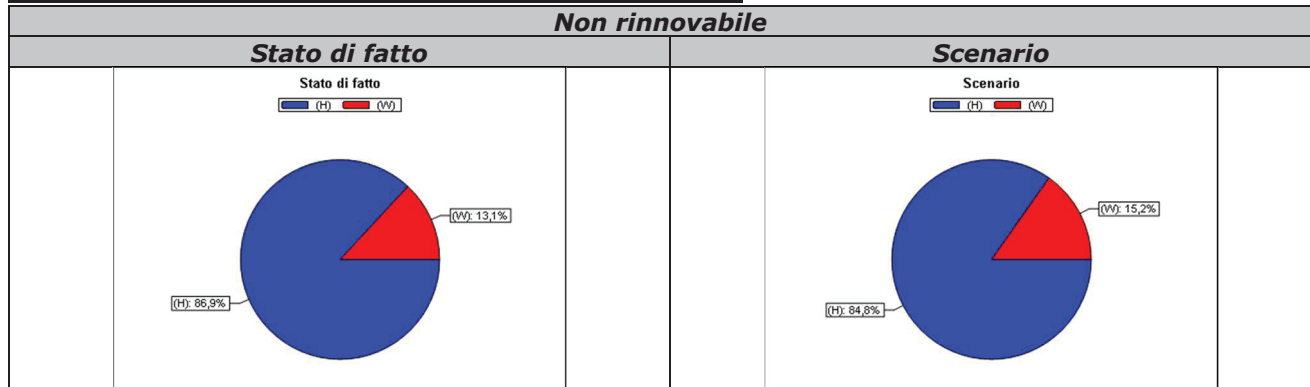 Non rinnovabile
Stato di fatto
Scenario
Stato di fatto
(H) (W)
(W): 13,1%
(H): 86,9%
Scenario
(H) (W)
(W): 15,2%
(H): 84,8%